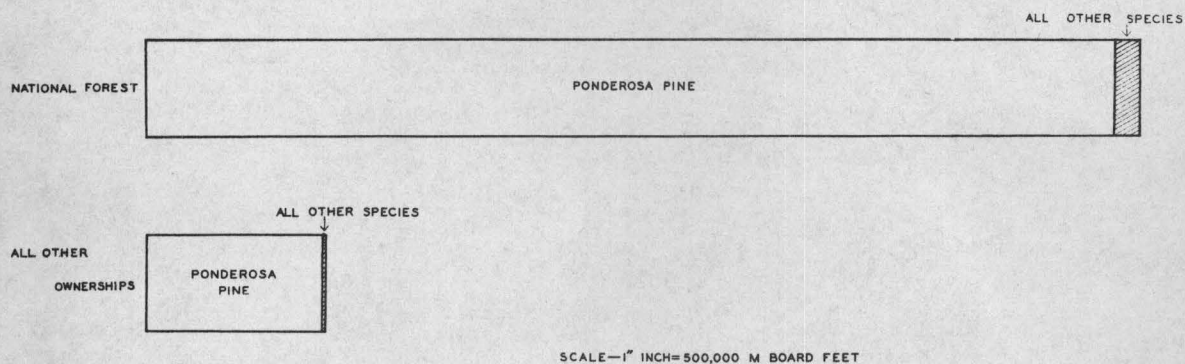 ALL OTHER SPECIES
NATIONAL FOREST
PONDEROSA PINE
ALL OTHER SPECIES
ALL OTHER
OWNERSHIPS
PONDEROSA
PINE
SCALE—1" INCH=500,000 M BOARD FEET